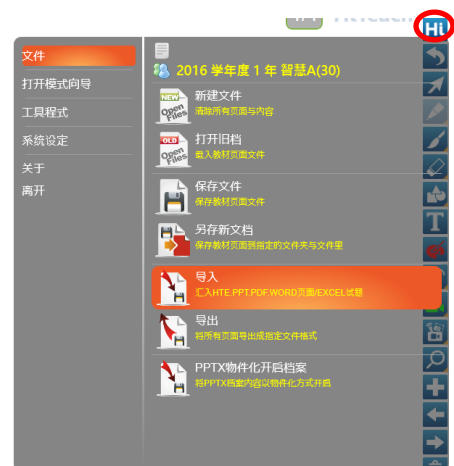 Hi
文件
打开模式向导
工具程式
系统设定
关于
离开
2016 学年度 1 年 智慧A(30)
NEW
Open Files
新建文件
清除所有页面与内容
OLD
Open Files
打开旧档
载入教材页面文件
保存文件
保存教材页面文件
另存新文档
保存教材页面到指定的文件夹与文件里
导入
汇入HTE.PPT.PDF.WORD页面/EXCEL试题
导出
将所有页面导出成指定文件格式
PPTX物件化开启档案
将PPTX档案内容以物件化方式开启
T